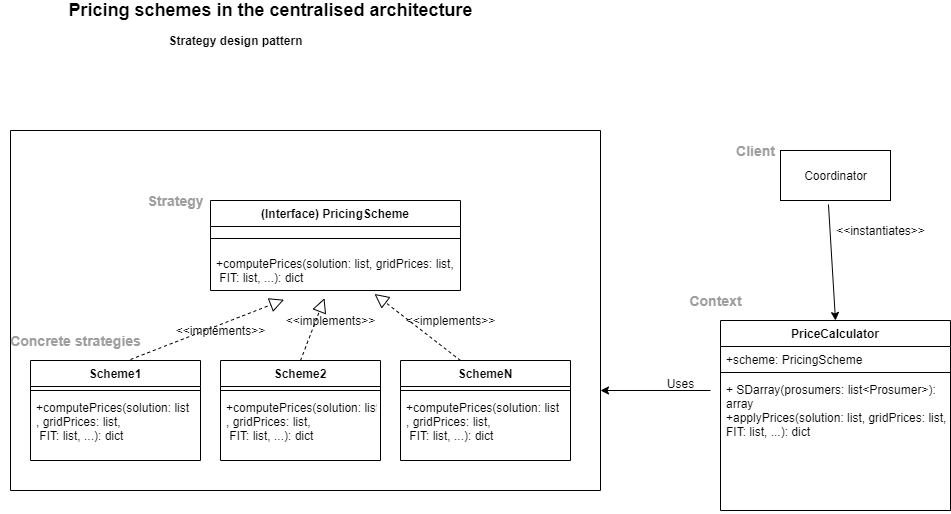 Pricing schemes in the centralised architecture
Strategy design pattern
Client
Coordinator
Strategy
(Interface) PricingScheme
<<instantiates>>
+computePrices(solution: list, gridPrices: list,
FIT: list, ...): dict
Context
<<implements>>
<<implements>>
<<implements>>
Concrete strategies
PriceCalculator
+scheme: PricingScheme
Scheme1
Scheme2
SchemeN
Uses
+ SDarray(prosumers: list<Prosumer>):
array
+applyPrices(solution: list, gridPrices: list,
FIT: list, ...): dict
+computePrices(solution: list
, gridPrices: list,
FIT: list, ...): dict
+computePrices(solution: lis
, gridPrices: list,
FIT: list, ...): dict
+computePrices(solution: list
, gridPrices: list,
FIT: list, ...): dict